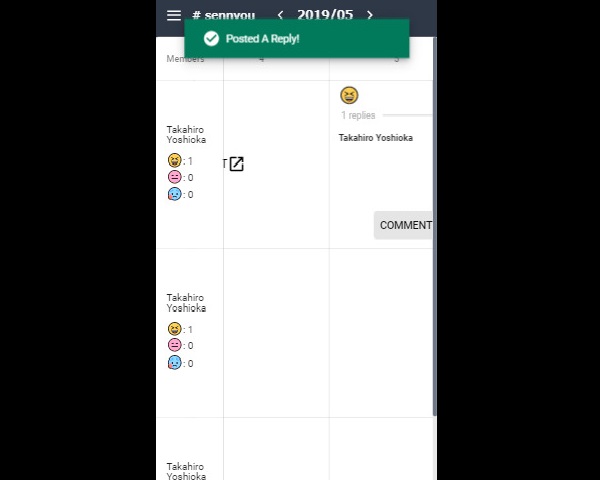 # sennyou < 2019/05 >
Posted A Reply!
Members 4 5
1 replies
Takahiro Yoshioka
Takahiro
Yoshioka
: 1
: 0
: 0
T
COMMENT
Takahiro
Yoshioka
: 1
: 0
: 0
Takahiro
Yoshioka